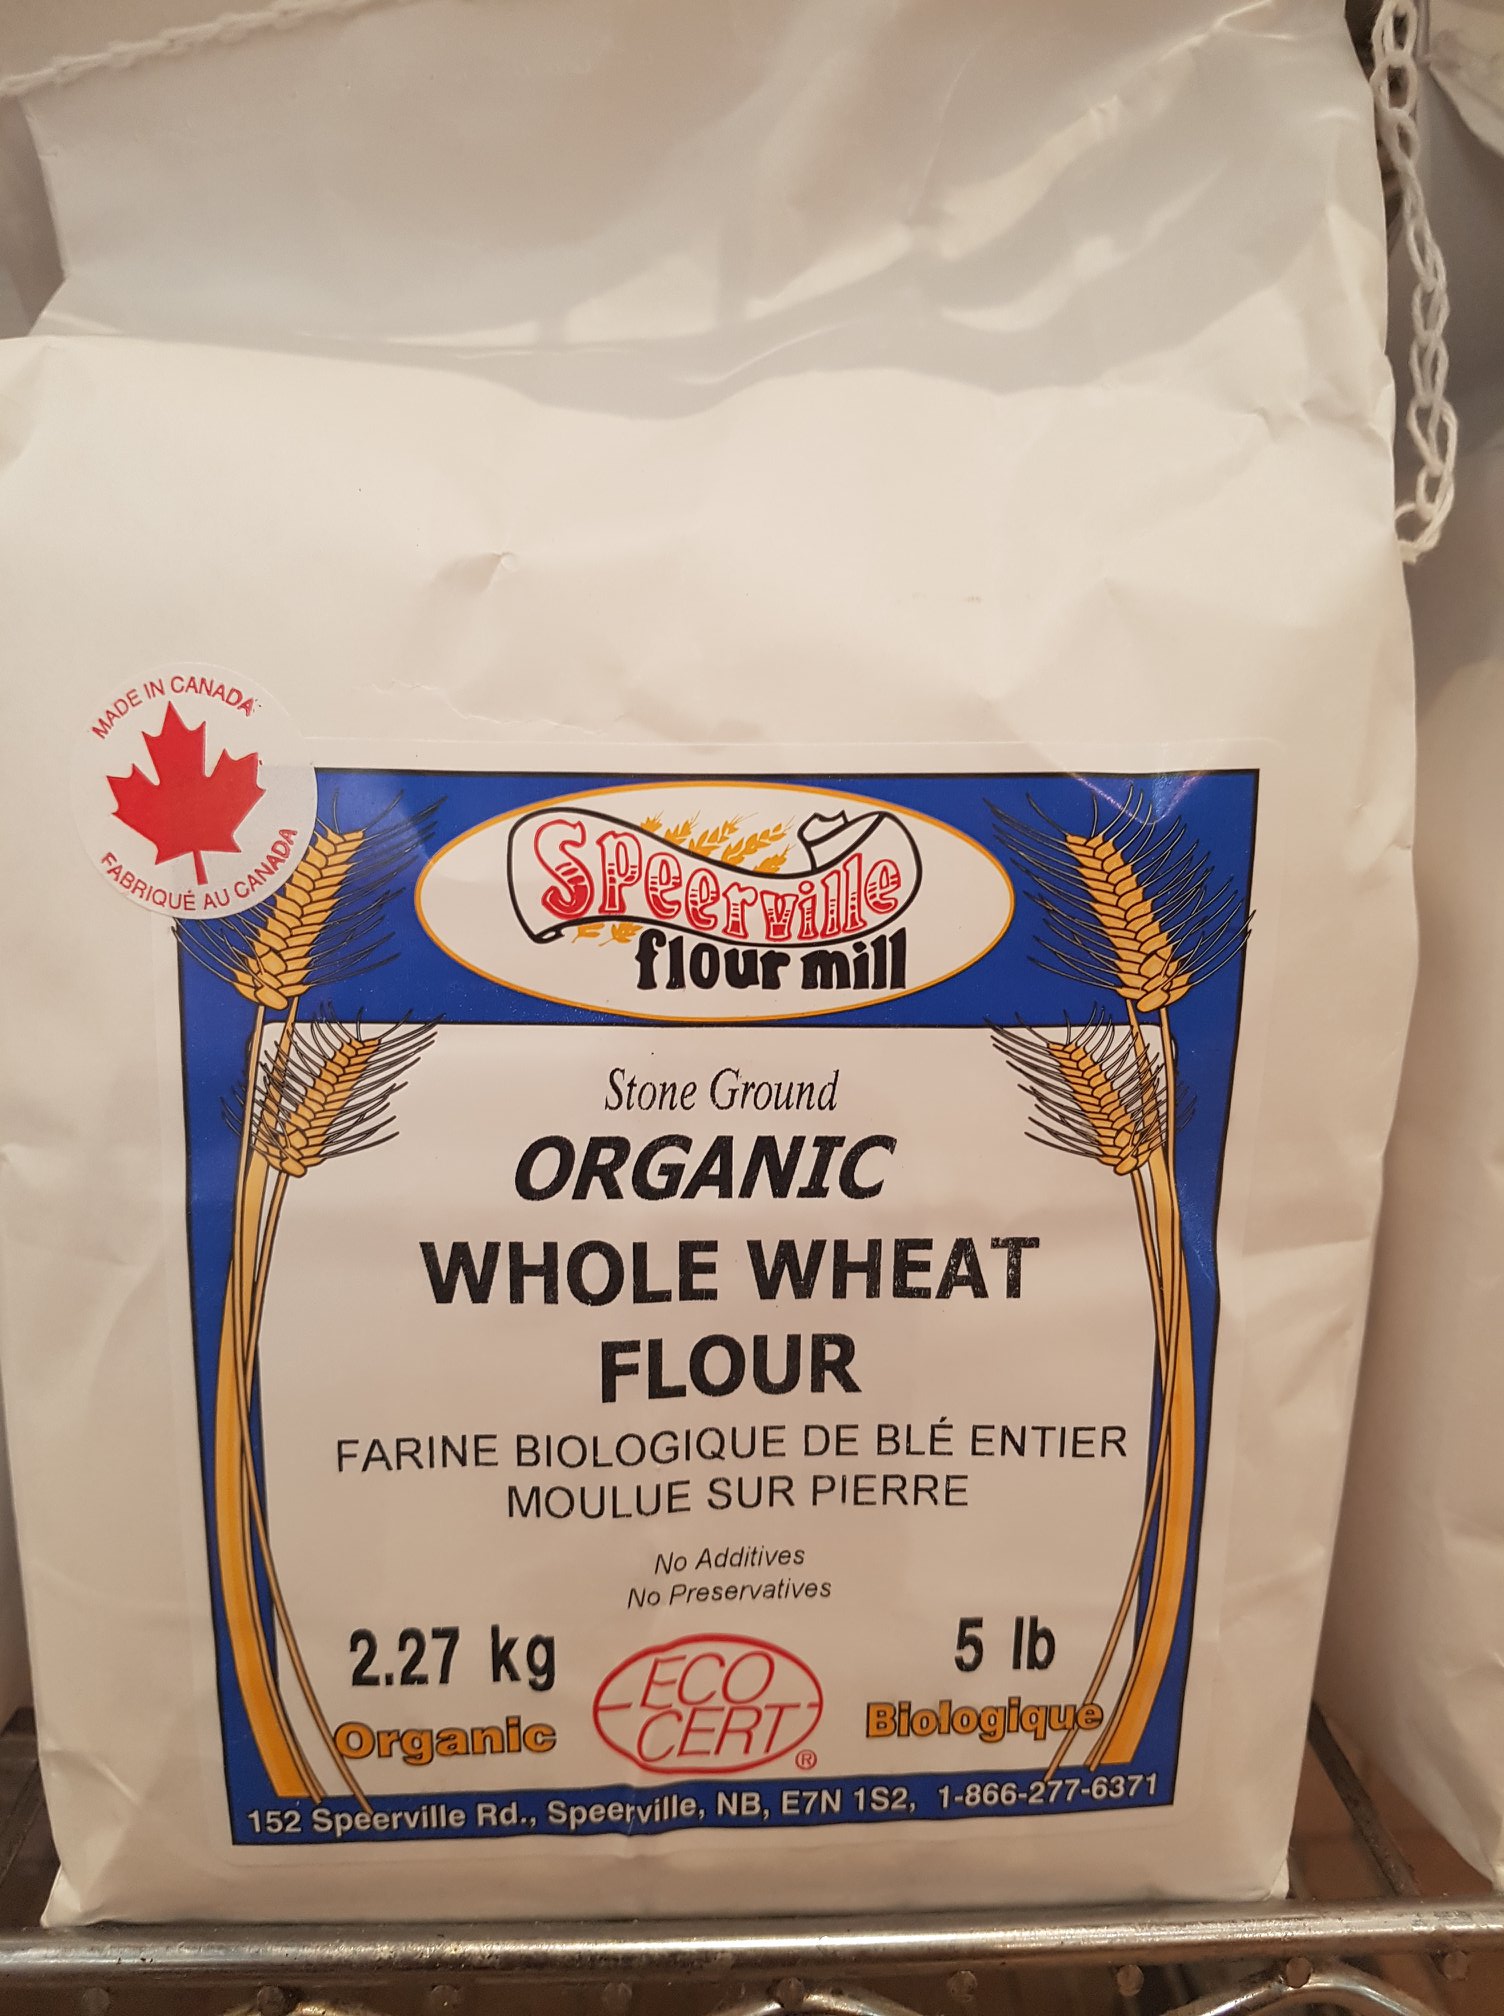 MADE IN CANADA
FABRIQUÉ AU CANADA
Speerville
flour mill
Stone Ground
ORGANIC
WHOLE WHEAT
FLOUR
FARINE BIOLOGIQUE DE BLÉ ENTIER
MOULUE SUR PIERRE
No Additives
No Preservatives
2.27 kg
5 lb
Organic
ECO
CERT
®
Biologique
152 Speerville Rd., Speerville, NB, E7N 1S2, 1-866-277-6371